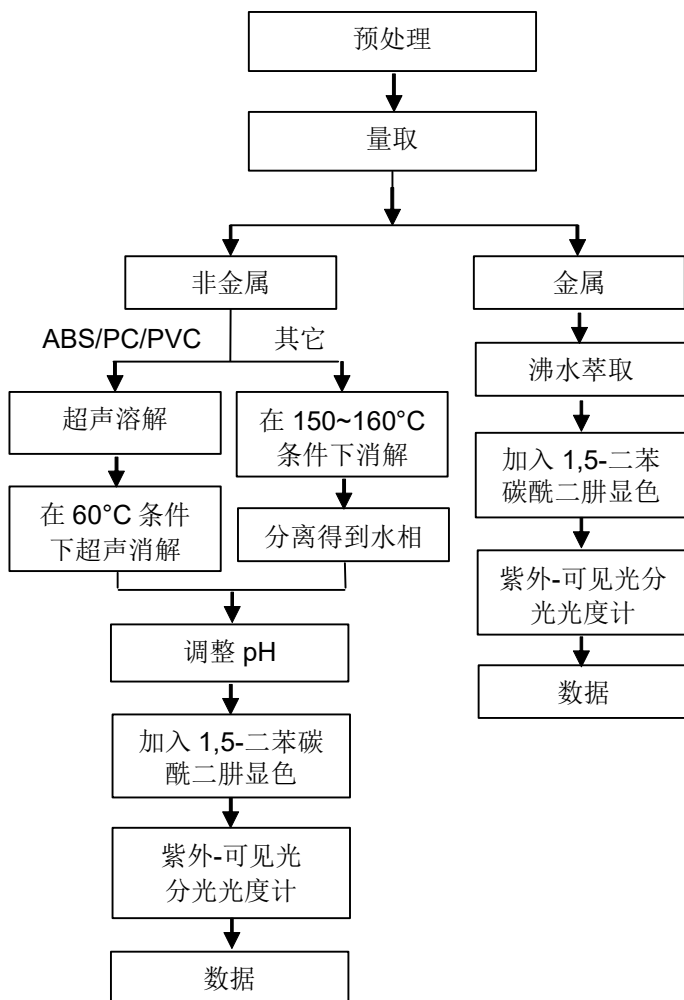 预处理
量取
非金属
金属
ABS/PC/PVC
其它
沸水萃取
超声溶解
在 150~160°C
条件下消解
加入 1,5-二苯
碳酰二肼显色
在 60°C 条件
下超声消解
分离得到水相
紫外-可见光分
光光度计
调整 pH
数据
加入 1,5-二苯碳
酰二肼显色
紫外-可见光
分光光度计
数据